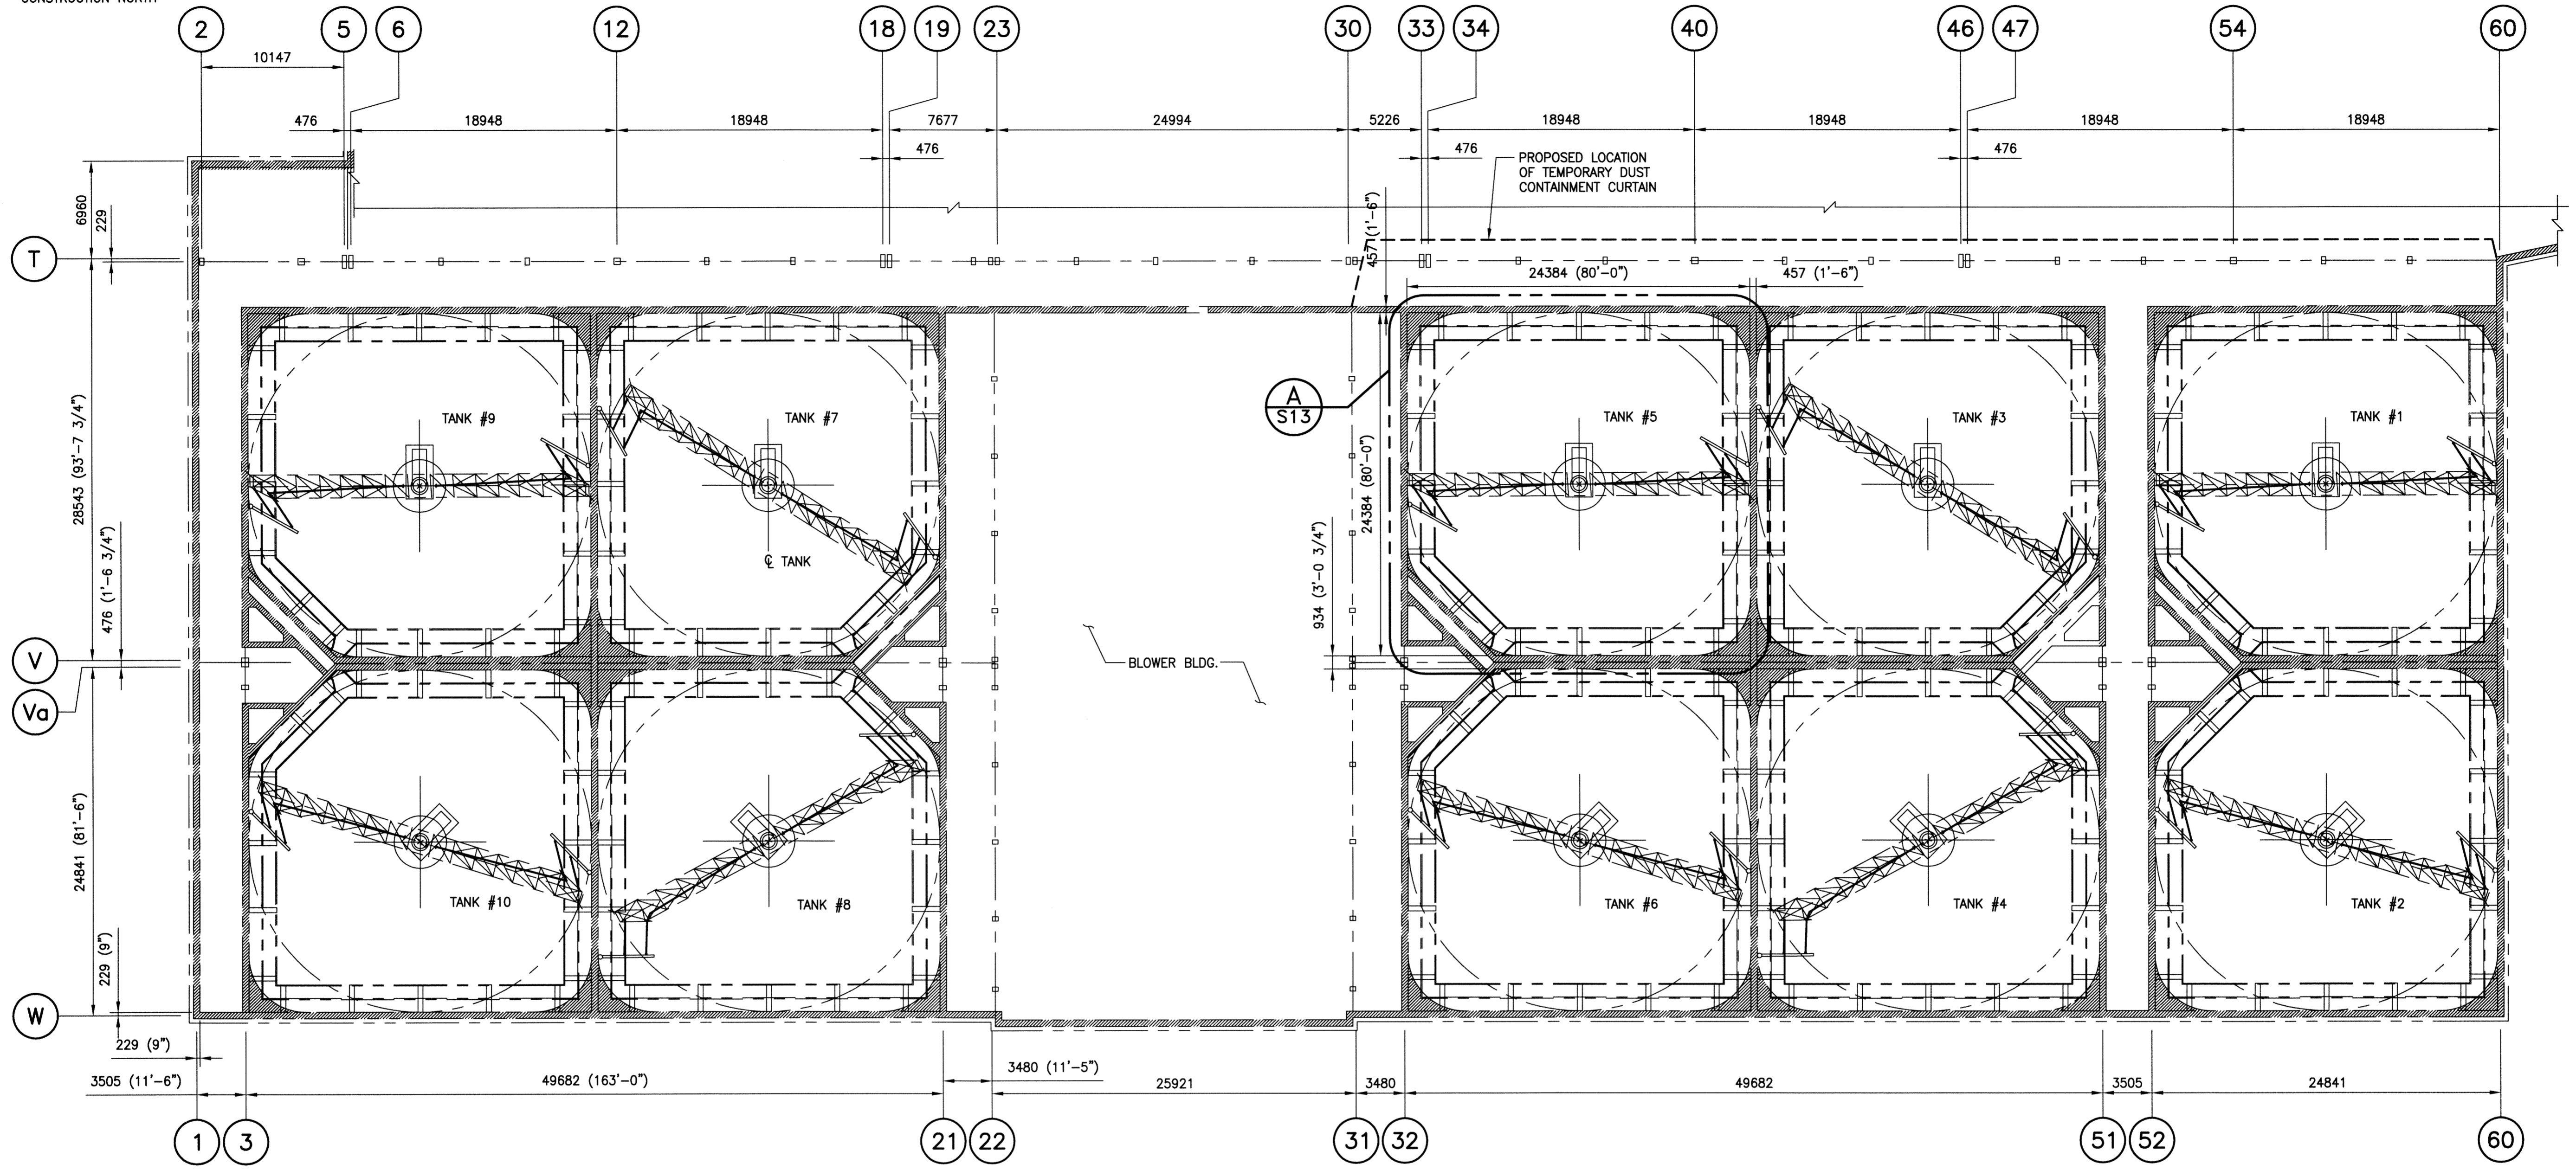 CONSTRUCTION NORTH
2
5
6
12
18
19
23
30
33
34
40
46
47
54
60
10147
476
18948
18948
7677
24994
5226
18948
18948
18948
18948
476
476
476
PROPOSED LOCATION
OF TEMPORARY DUST
CONTAINMENT CURTAIN
6960
229
457 (1'-6")
T
24384 (80'-0")
457 (1'-6")
A
S13
TANK #9
TANK #7
TANK #5
TANK #3
TANK #1
28543 (93'-7 3/4")
24384 (80'-0")
℄ TANK
476 (1'-6 3/4")
934 (3'-0 3/4")
V
BLOWER BLDG.
Va
24841 (81'-6")
TANK #10
TANK #8
TANK #6
TANK #4
TANK #2
229 (9")
W
229 (9")
3505 (11'-6")
49682 (163'-0")
3480 (11'-5")
25921
3480
49682
3505
24841
1
3
21
22
31
32
51
52
60